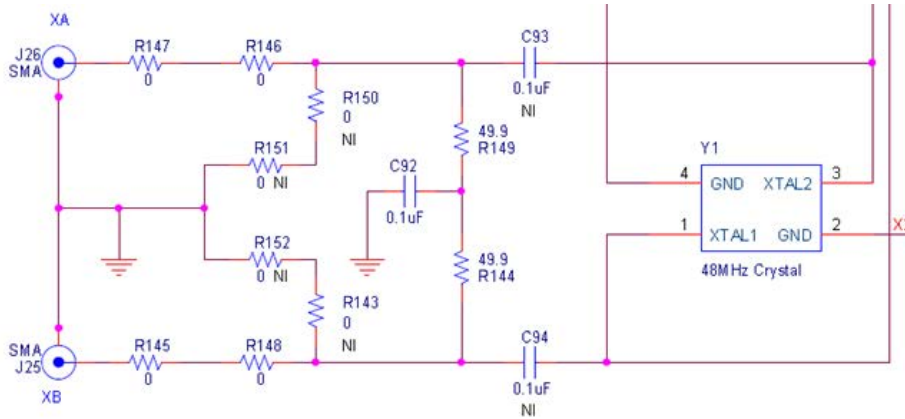 XA
J26
SMA
R147
0
R146
0
R150
0
NI
R151
0 NI
C93
0.1uF
NI
49.9
R149
C92
0.1uF
Y1
4
GND
XTAL2
3
1
XTAL1
GND
2
48MHz Crystal
R152
0 NI
R143
0
NI
49.9
R144
SMA
J25
XB
R145
0
R148
0
C94
0.1uF
NI